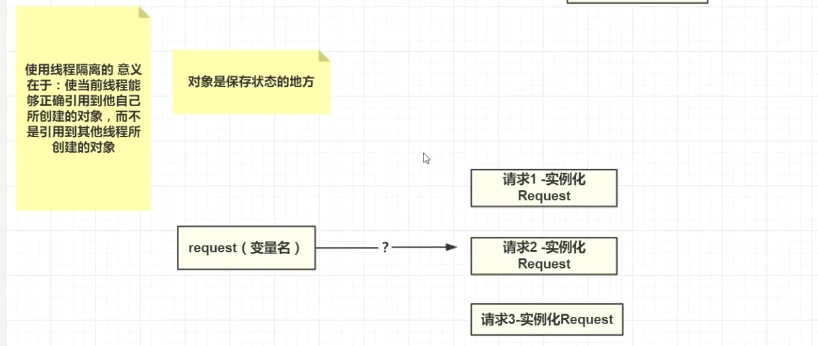 使用线程隔离的 意义
在于：使当前线程能
够正确引用到他自己
所创建的对象，而不
是引用到其他线程所
创建的对象
对象是保存状态的地方
请求1 -实例化
Request
request（变量名）
?
请求2 -实例化
Request
请求3-实例化Request